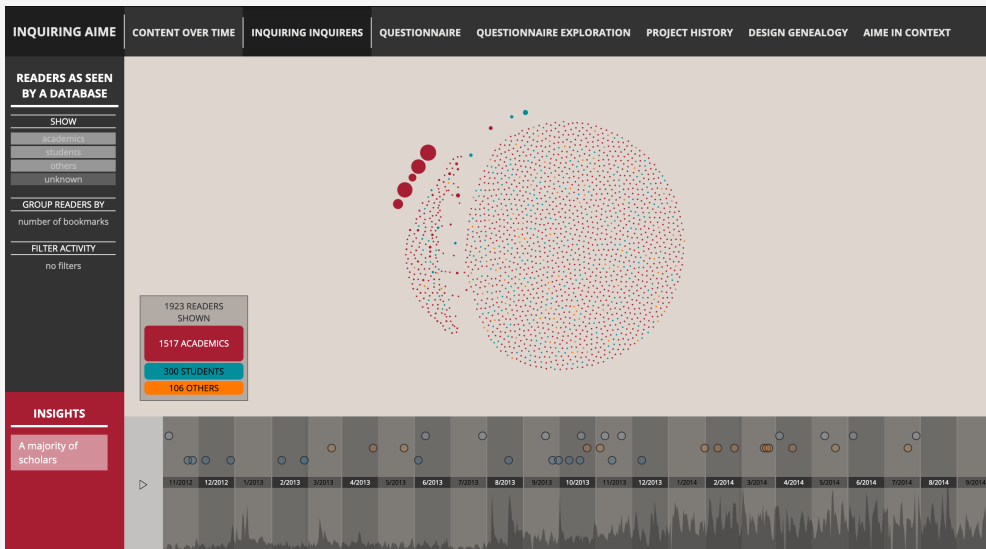 INQUIRING AIME
CONTENT OVER TIME
INQUIRING INQUIRERS
QUESTIONNAIRE
QUESTIONNAIRE EXPLORATION
PROJECT HISTORY
DESIGN GENEALOGY
AIME IN CONTEXT
READERS AS SEEN
BY A DATABASE
SHOW
academics
students
others
unknown
GROUP READERS BY
number of bookmarks
FILTER ACTIVITY
no filters
1923 READERS
SHOWN
1517 ACADEMICS
300 STUDENTS
106 OTHERS
INSIGHTS
A majority of
scholars
11/2012
12/2012
1/2013
2/2013
3/2013
4/2013
5/2013
6/2013
7/2013
8/2013
9/2013
10/2013
11/2013
12/2013
1/2014
2/2014
3/2014
4/2014
5/2014
6/2014
7/2014
8/2014
9/2014